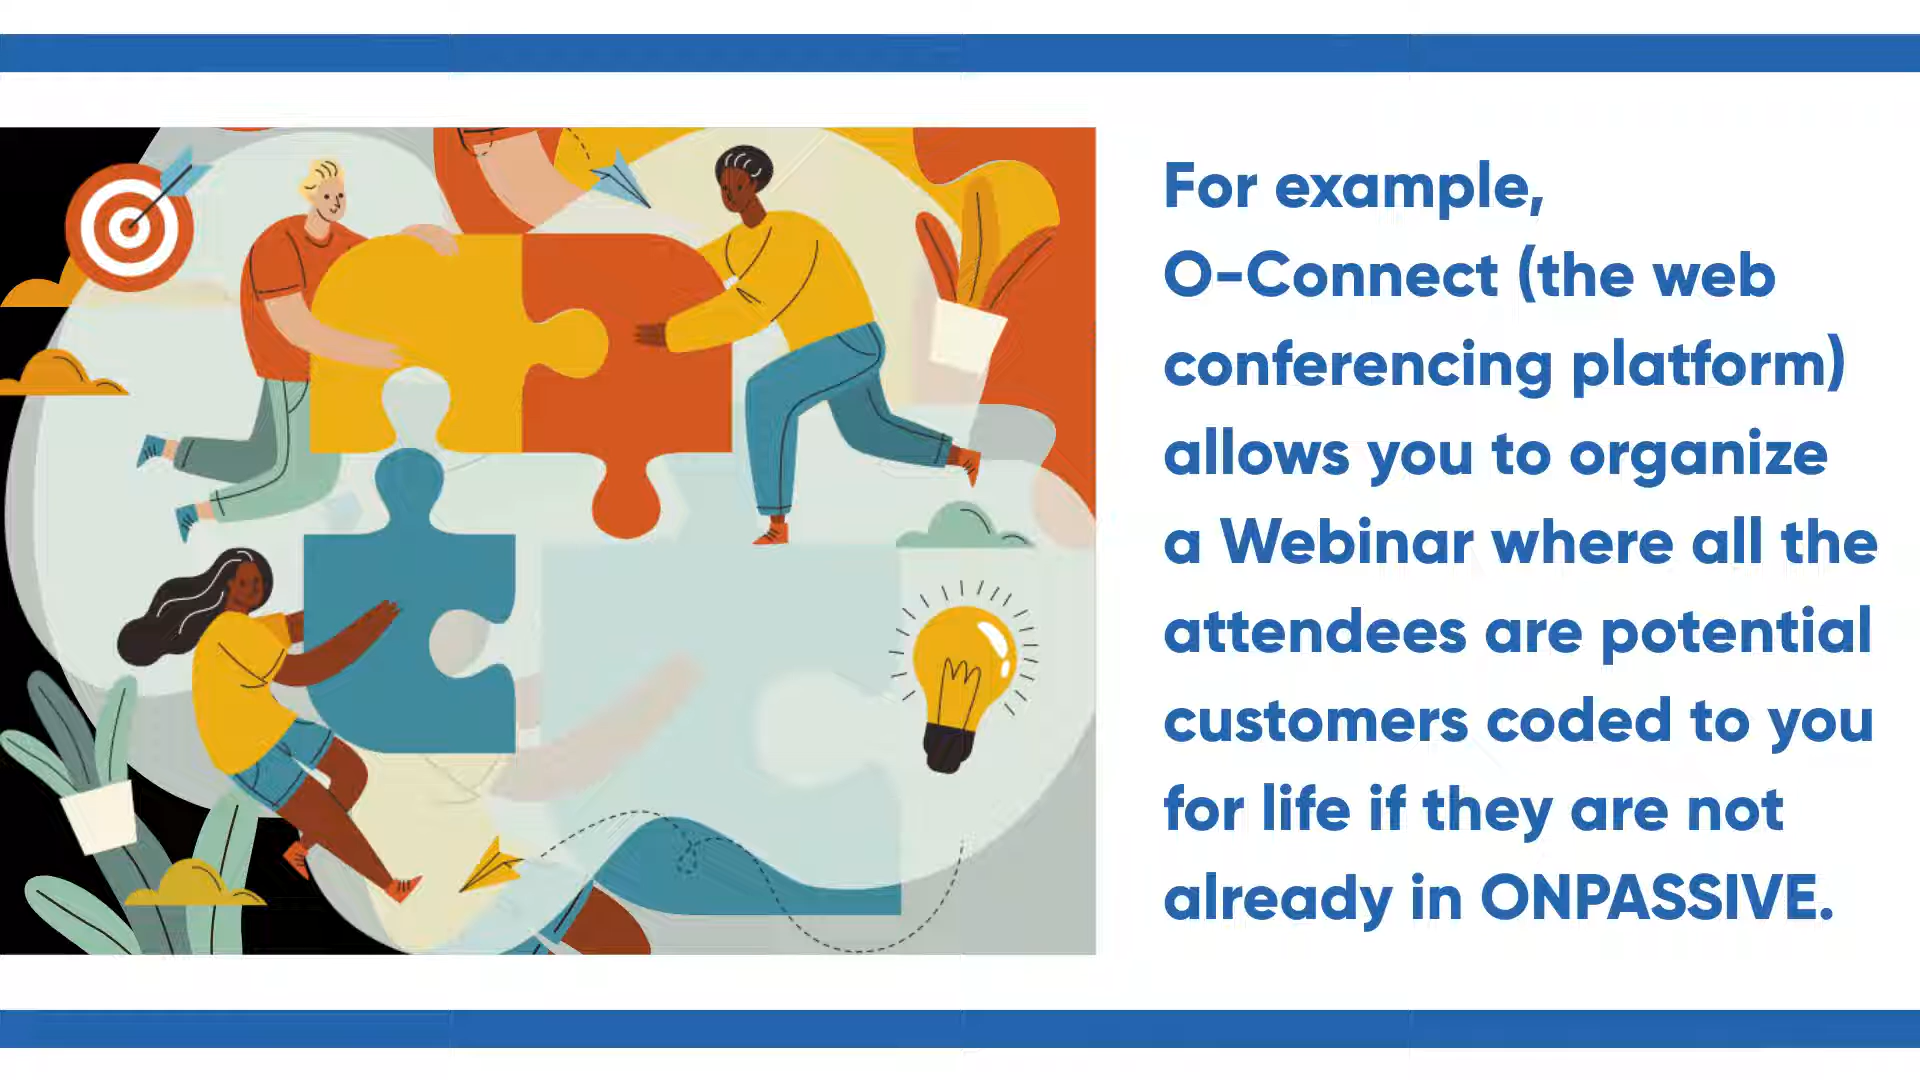 For example,
O-Connect (the web
conferencing platform)
allows you to organize
a Webinar where all the
attendees are potential
customers coded to you
for life if they are not
already in ONPASSIVE.